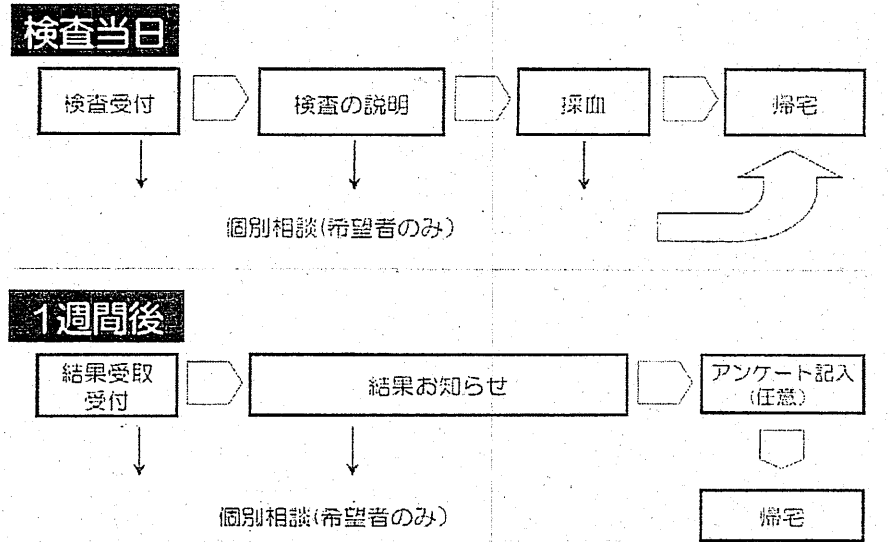 検査当日
検査受付
検査の説明
採血
帰宅
個別相談(希望者のみ)
1週間後
結果受取
受付
結果お知らせ
アンケート記入
(任意)
個別相談(希望者のみ)
帰宅